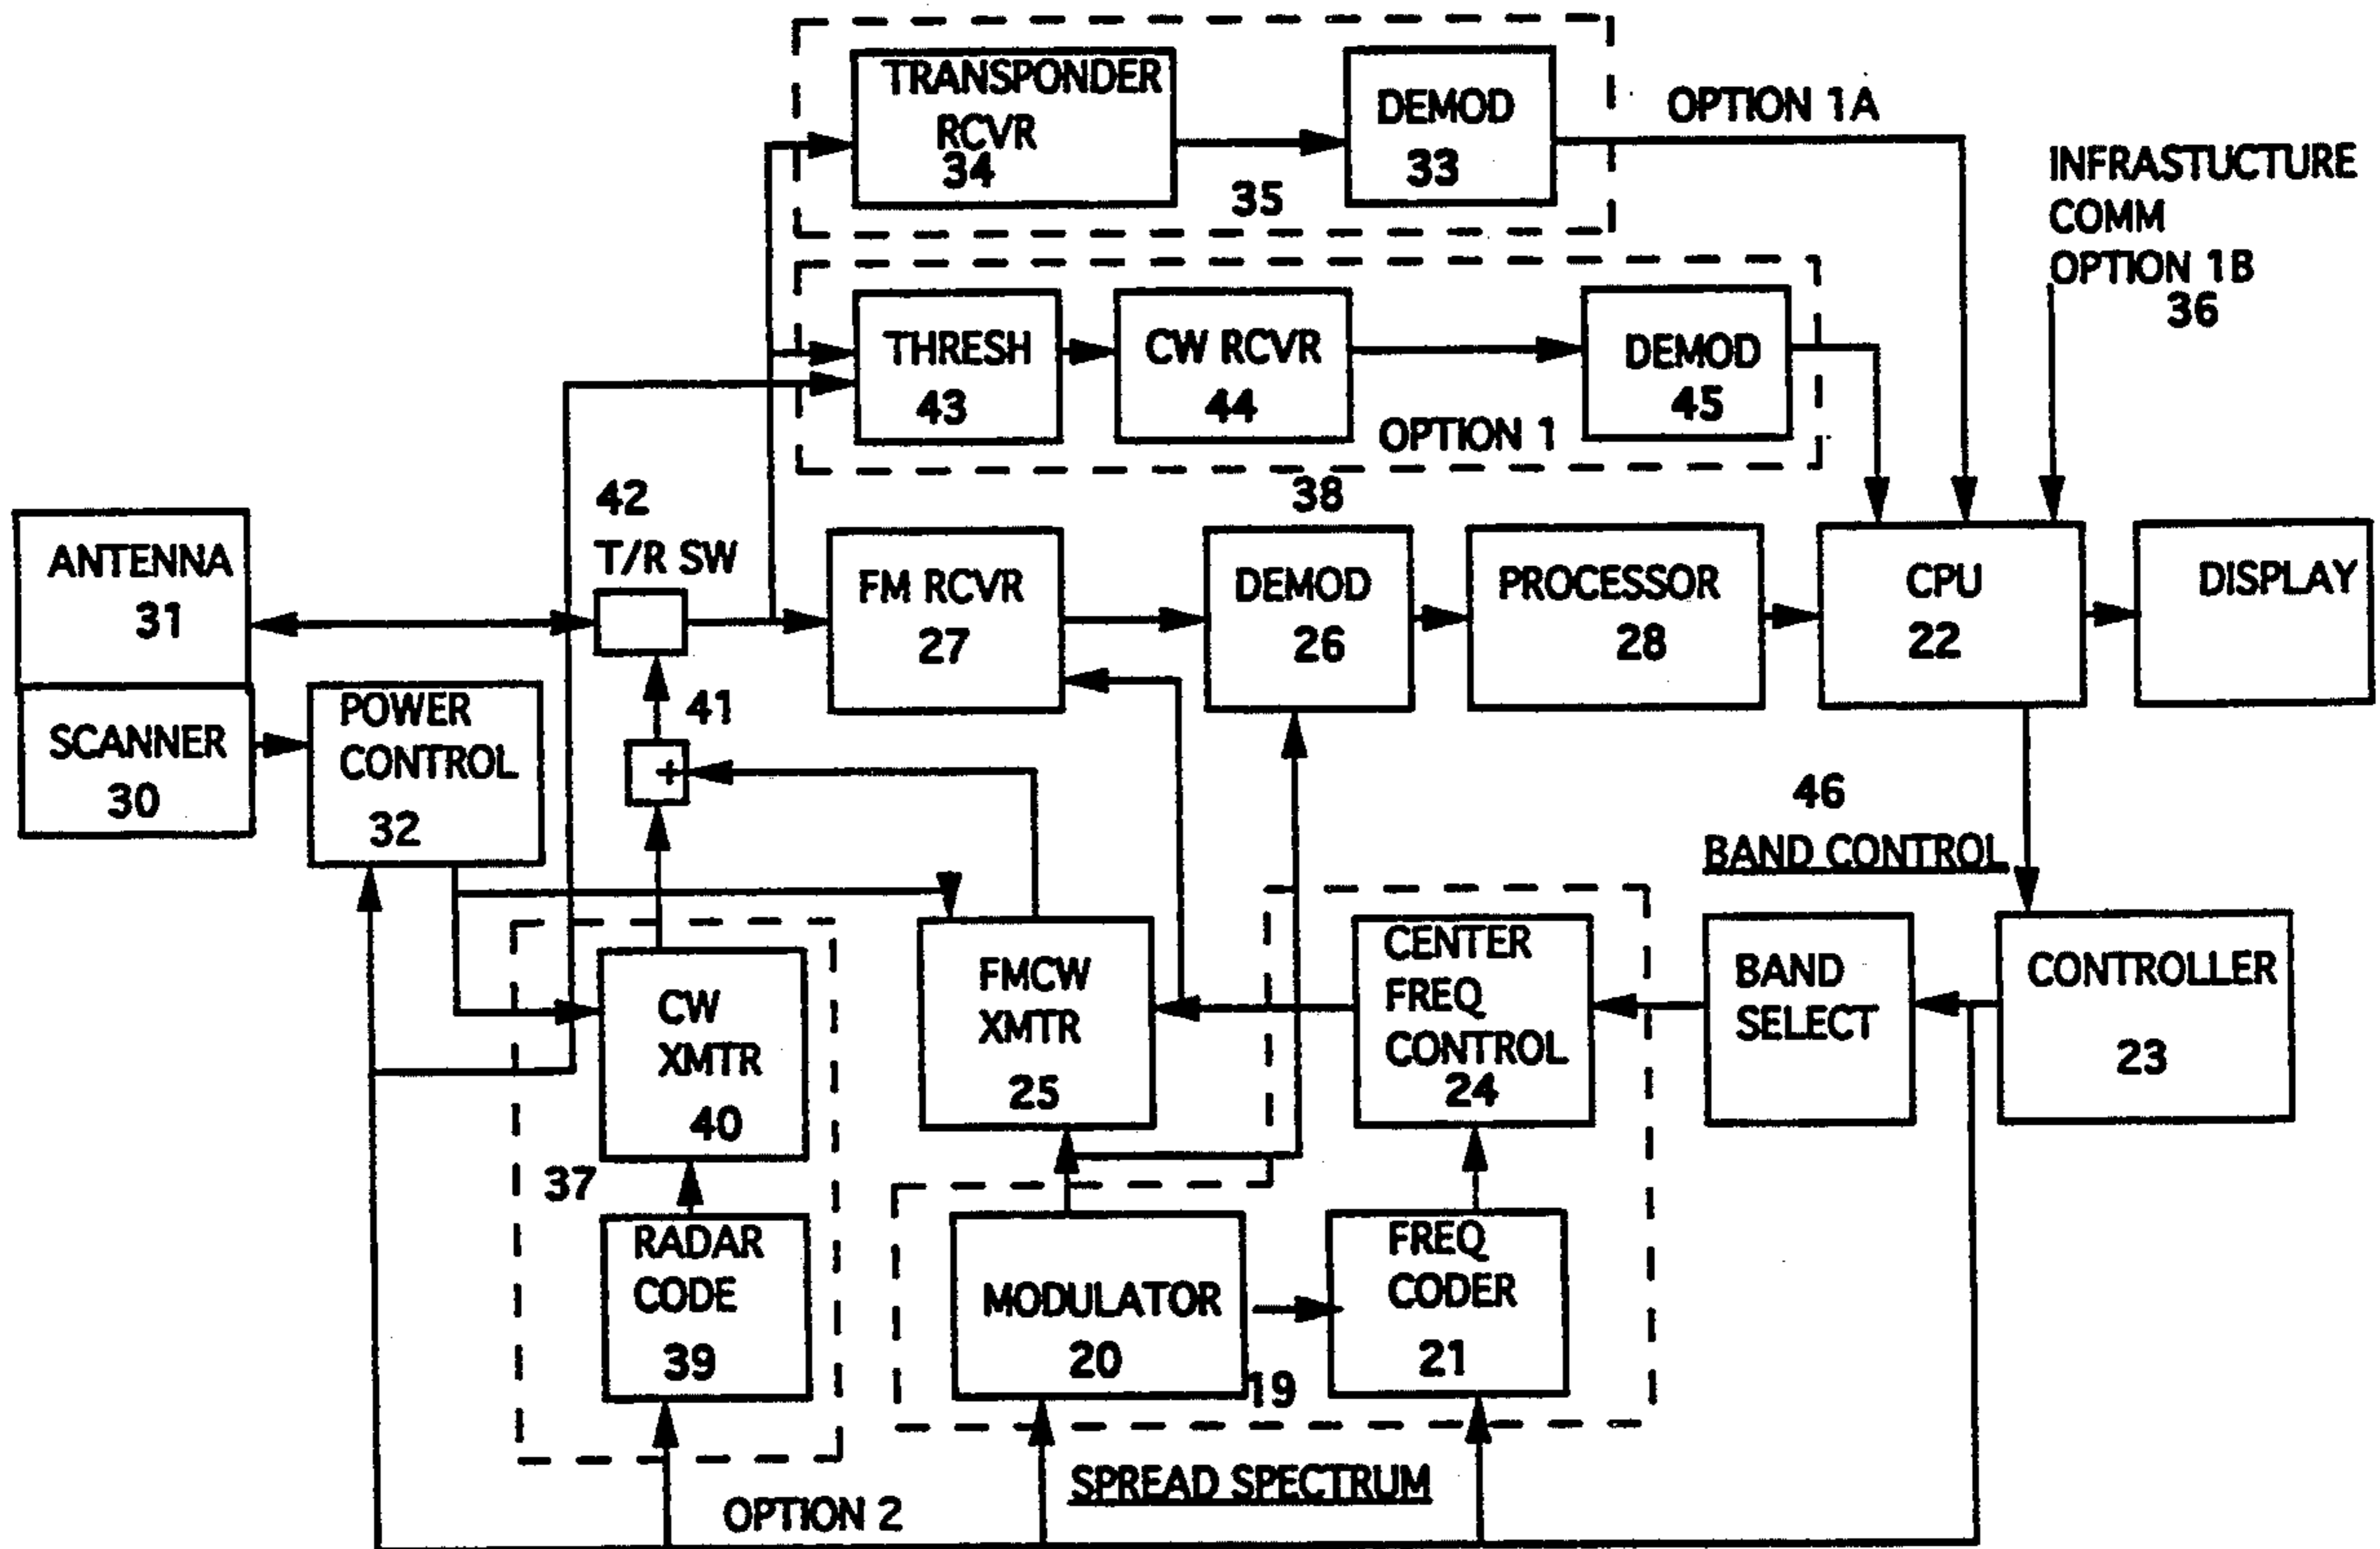 TRANSPONDER
RCVR
34
DEMOD
33
35
OPTION 1A
INFRASTUCTURE
COMM
OPTION 1B
36
THRESH
43
CW RCVR
44
DEMOD
45
OPTION 1
38
42
T/R SW
ANTENNA
31
FM RCVR
27
DEMOD
26
PROCESSOR
28
CPU
22
DISPLAY
SCANNER
30
POWER
CONTROL
32
41
+
46
BAND CONTROL
CW
XMTR
40
FMCW
XMTR
25
CENTER
FREQ
CONTROL
24
BAND
SELECT
CONTROLLER
23
37
RADAR
CODE
39
MODULATOR
20
19
FREQ
CODER
21
SPREAD SPECTRUM
OPTION 2